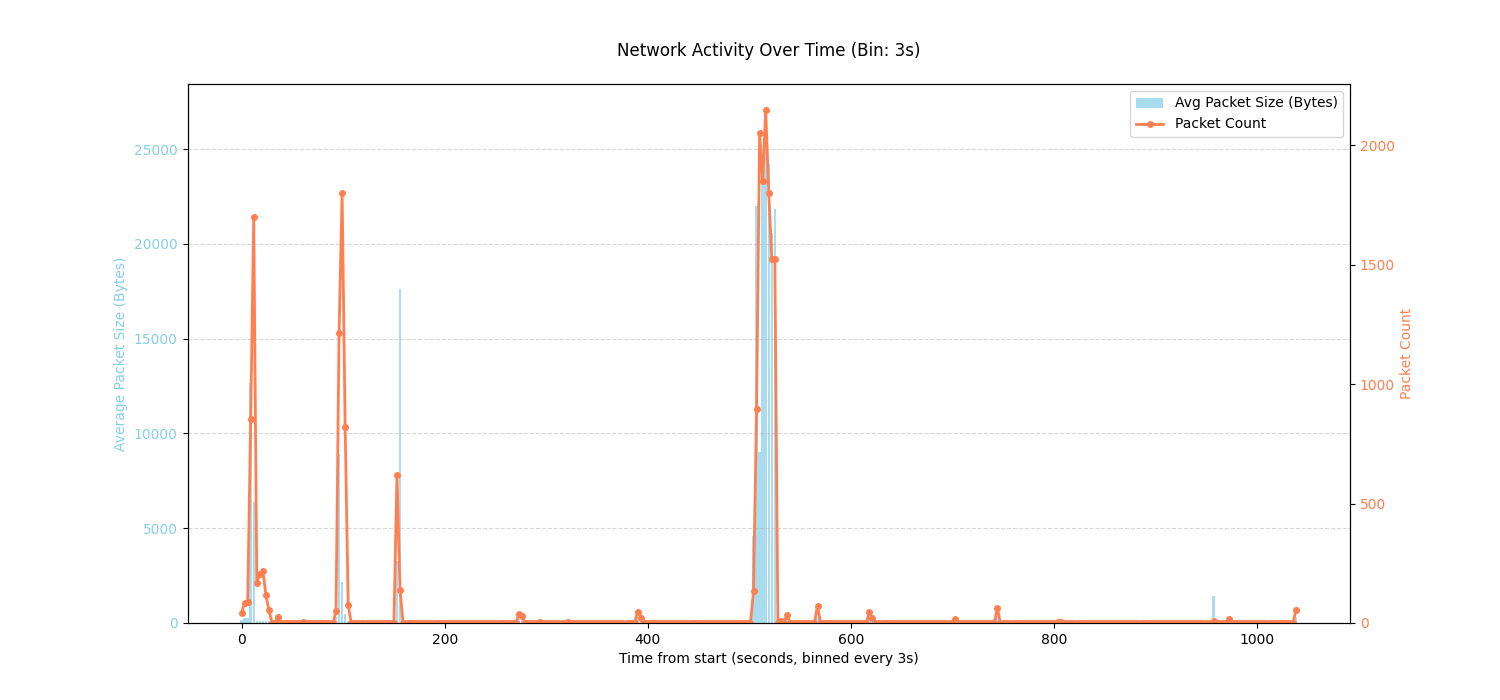 Network Activity Over Time (Bin: 3s)
Avg Packet Size (Bytes)
Packet Count
Average Packet Size (Bytes)
25000
20000
15000
10000
5000
0
2000
1500
1000
500
0
Packet Count
0 200 400 600 800 1000
Time from start (seconds, binned every 3s)